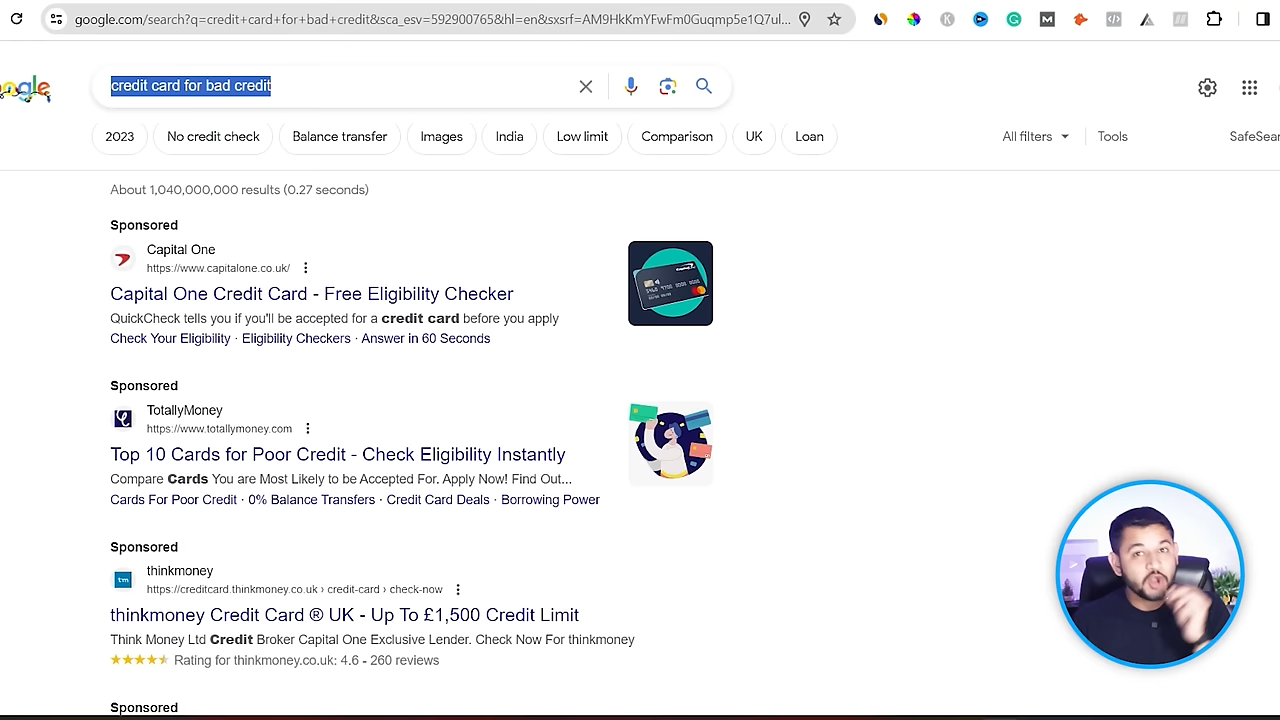 google.com/search?q=credit+card+for+bad+credit&sca_esv=592900765&hl=en&sxsrf=AM9HkKmYFwFm0Guqmp5e1Q7ul...
ogle
credit card for bad credit
2023 No credit check Balance transfer Images India Low limit Comparison UK Loan All filters Tools SafeSear
About 1,040,000,000 results (0.27 seconds)
Sponsored
Capital One
https://www.capitalone.co.uk/
Capital One Credit Card - Free Eligibility Checker
QuickCheck tells you if you'll be accepted for a credit card before you apply
Check Your Eligibility · Eligibility Checkers · Answer in 60 Seconds
Sponsored
TotallyMoney
https://www.totallymoney.com
Top 10 Cards for Poor Credit - Check Eligibility Instantly
Compare Cards You are Most Likely to be Accepted For. Apply Now! Find Out...
Cards For Poor Credit · 0% Balance Transfers · Credit Card Deals · Borrowing Power
Sponsored
tm
thinkmoney
https://creditcard.thinkmoney.co.uk › credit-card › check-now
thinkmoney Credit Card ® UK - Up To £1,500 Credit Limit
Think Money Ltd Credit Broker Capital One Exclusive Lender. Check Now For thinkmoney
Rating for thinkmoney.co.uk: 4.6 - 260 reviews
Sponsored